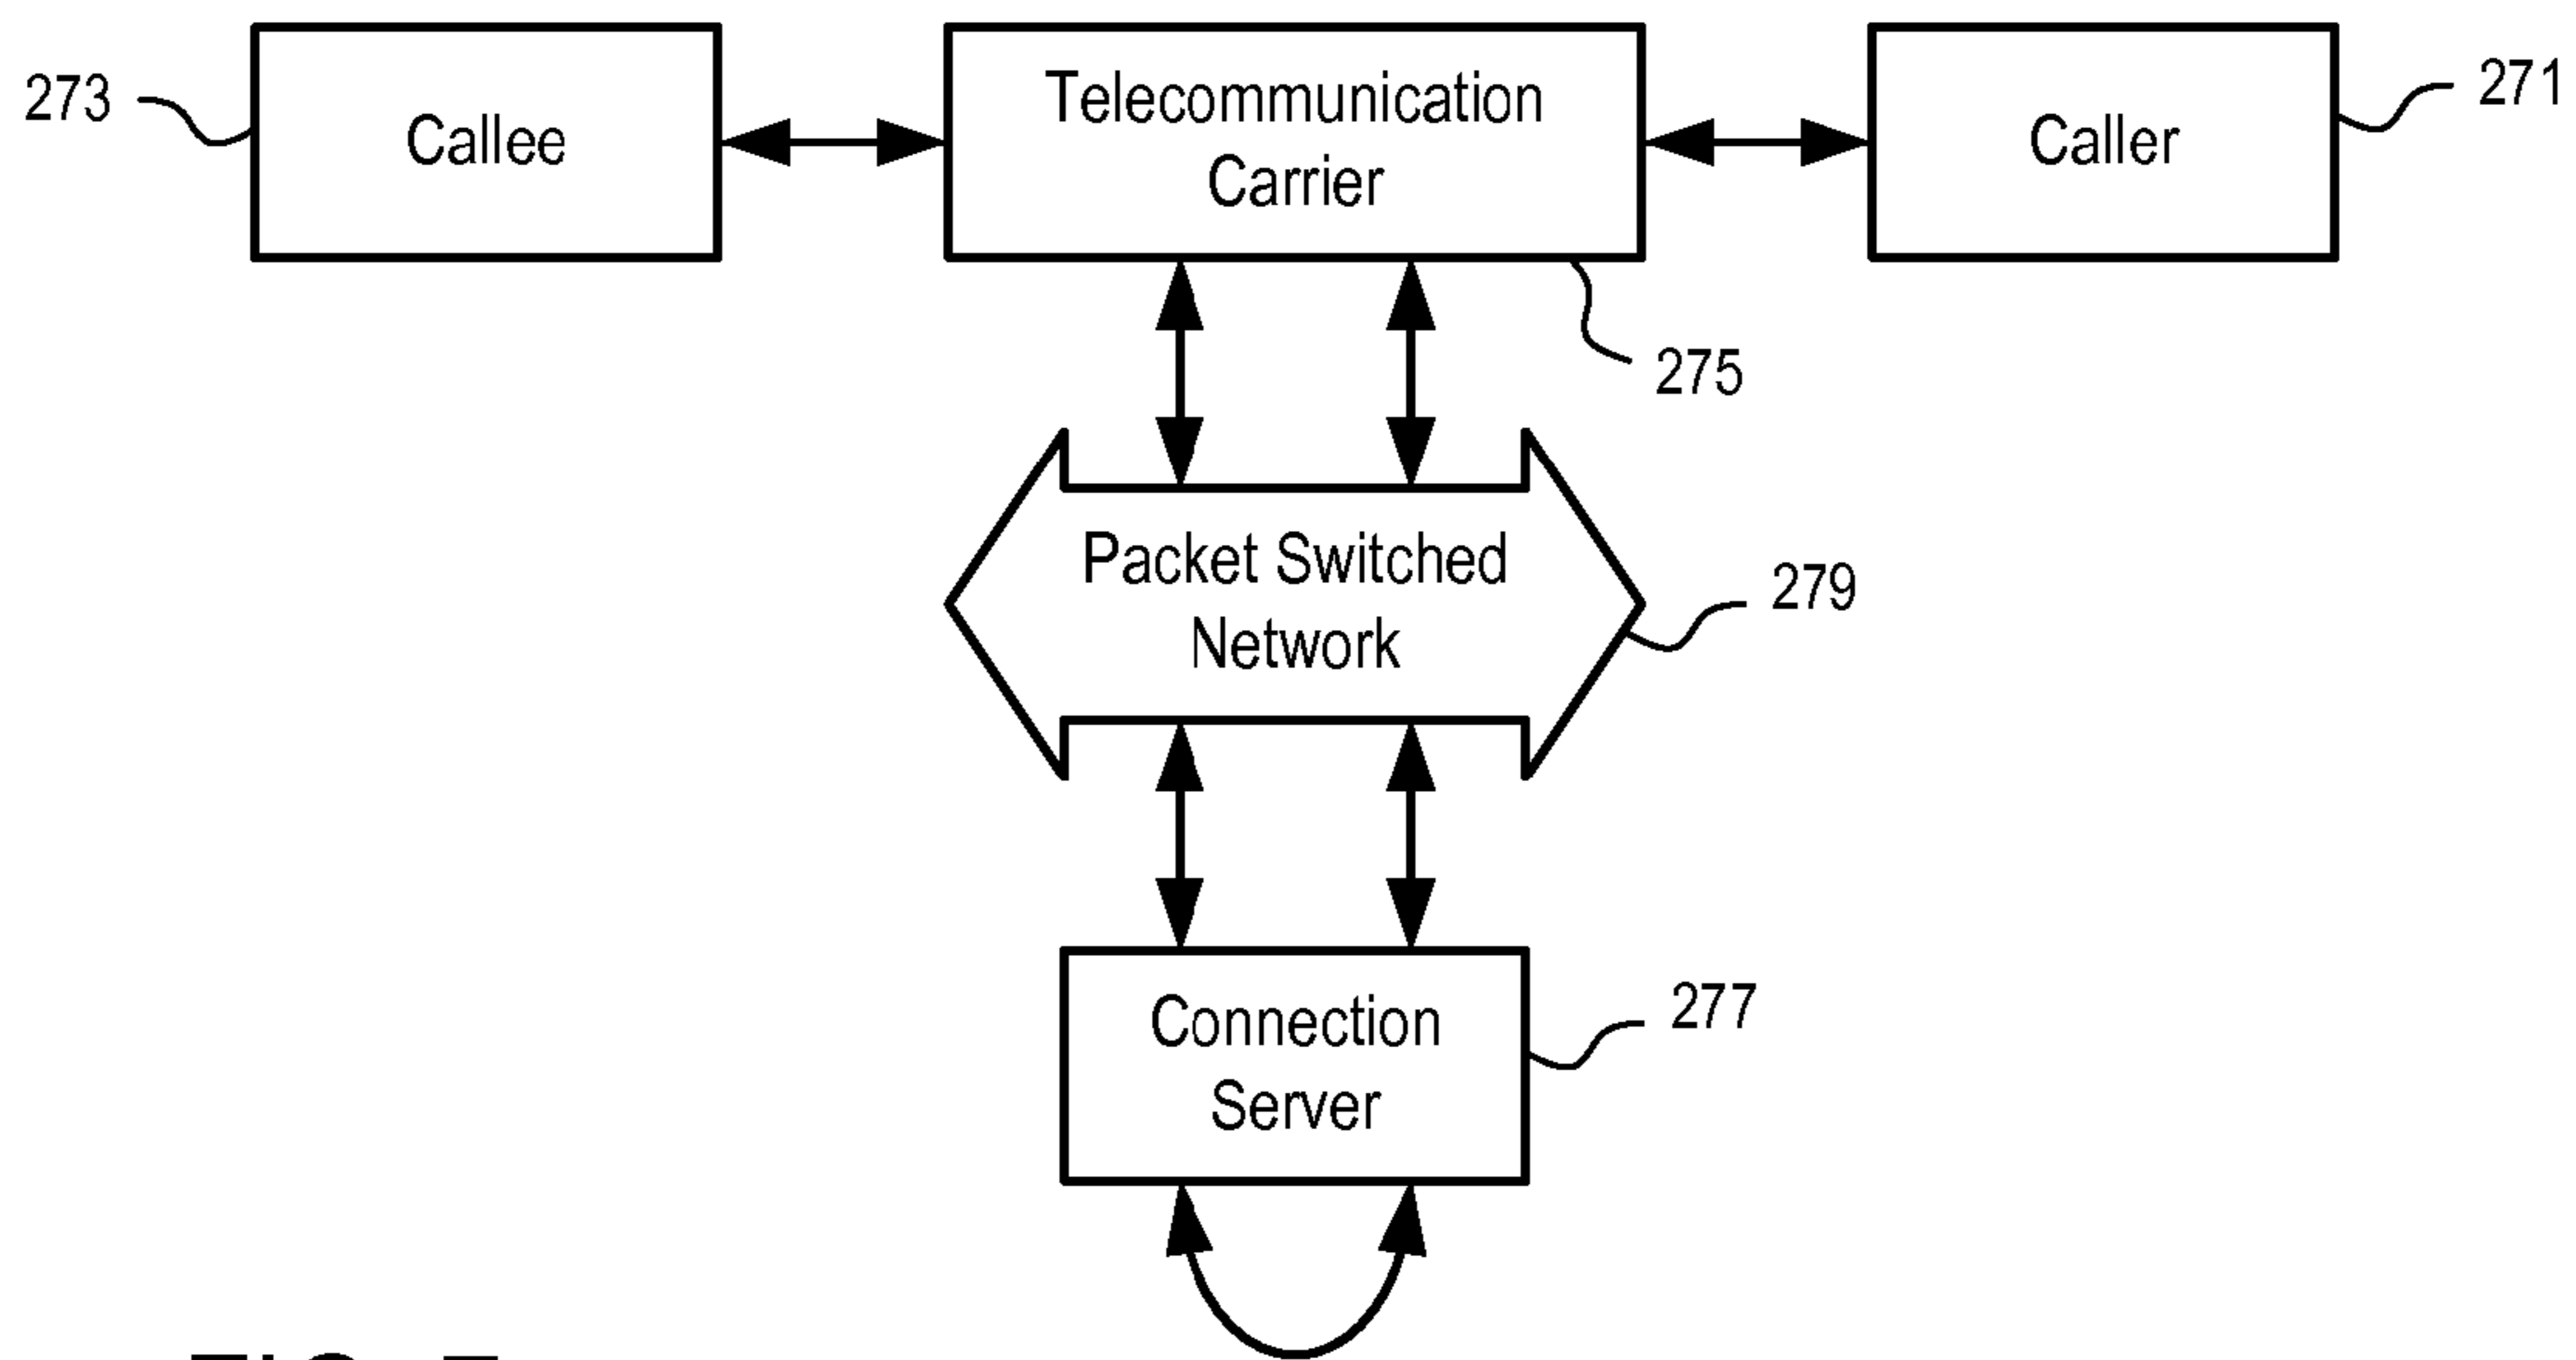 273
Callee
Telecommunication
Carrier
Caller
271
275
Packet Switched
Network
279
Connection
Server
277